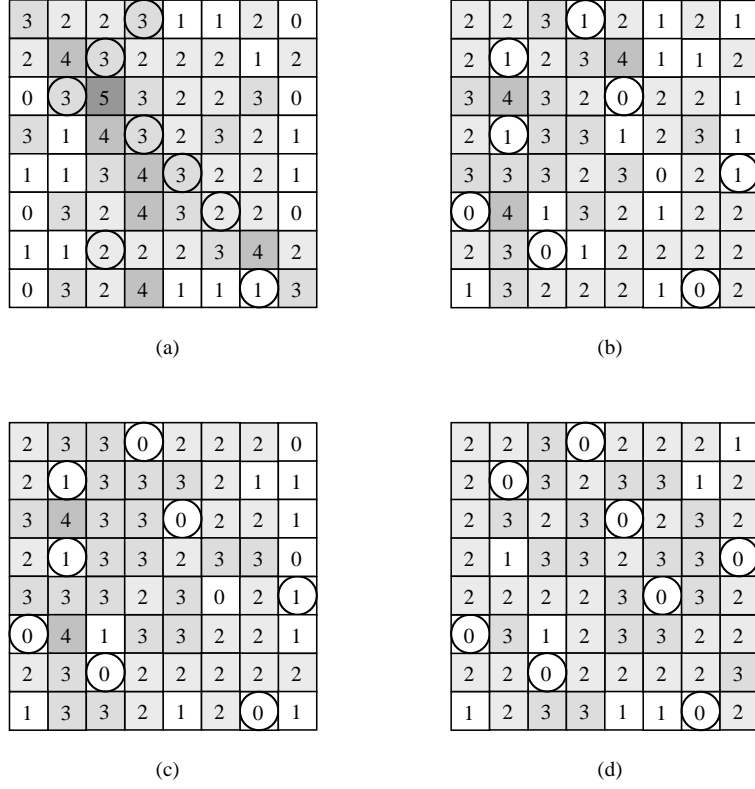 3 2 2 3 1 1 2 0 2 2 3 1 2 1 2 1
2 4 3 2 2 2 1 2 2 1 2 3 4 1 1 2
0 3 5 3 2 2 3 0 3 4 3 2 0 2 2 1
3 1 4 3 2 3 2 1 2 1 3 3 1 2 3 1
1 1 3 4 3 2 2 1 3 3 3 2 3 0 2 1
0 3 2 4 3 2 2 0 0 4 1 3 2 1 2 2
1 1 2 2 2 3 4 2 2 3 0 1 2 2 2 2
0 3 2 4 1 1 1 3 1 3 2 2 2 1 0 2
(a) (b)
2 3 3 0 2 2 2 0 2 2 3 0 2 2 2 1
2 1 3 3 3 2 1 1 2 0 3 2 3 3 1 2
3 4 3 3 0 2 2 1 2 3 2 3 0 2 3 2
2 1 3 3 2 3 3 0 2 1 3 3 2 3 3 0
3 3 3 2 3 0 2 1 2 2 2 2 3 0 3 2
0 4 1 3 3 2 2 1 0 3 1 2 3 3 2 2
2 3 0 2 2 2 2 2 2 2 0 2 2 2 2 3
1 3 3 2 1 2 0 1 1 2 3 3 1 1 0 2
(c) (d)